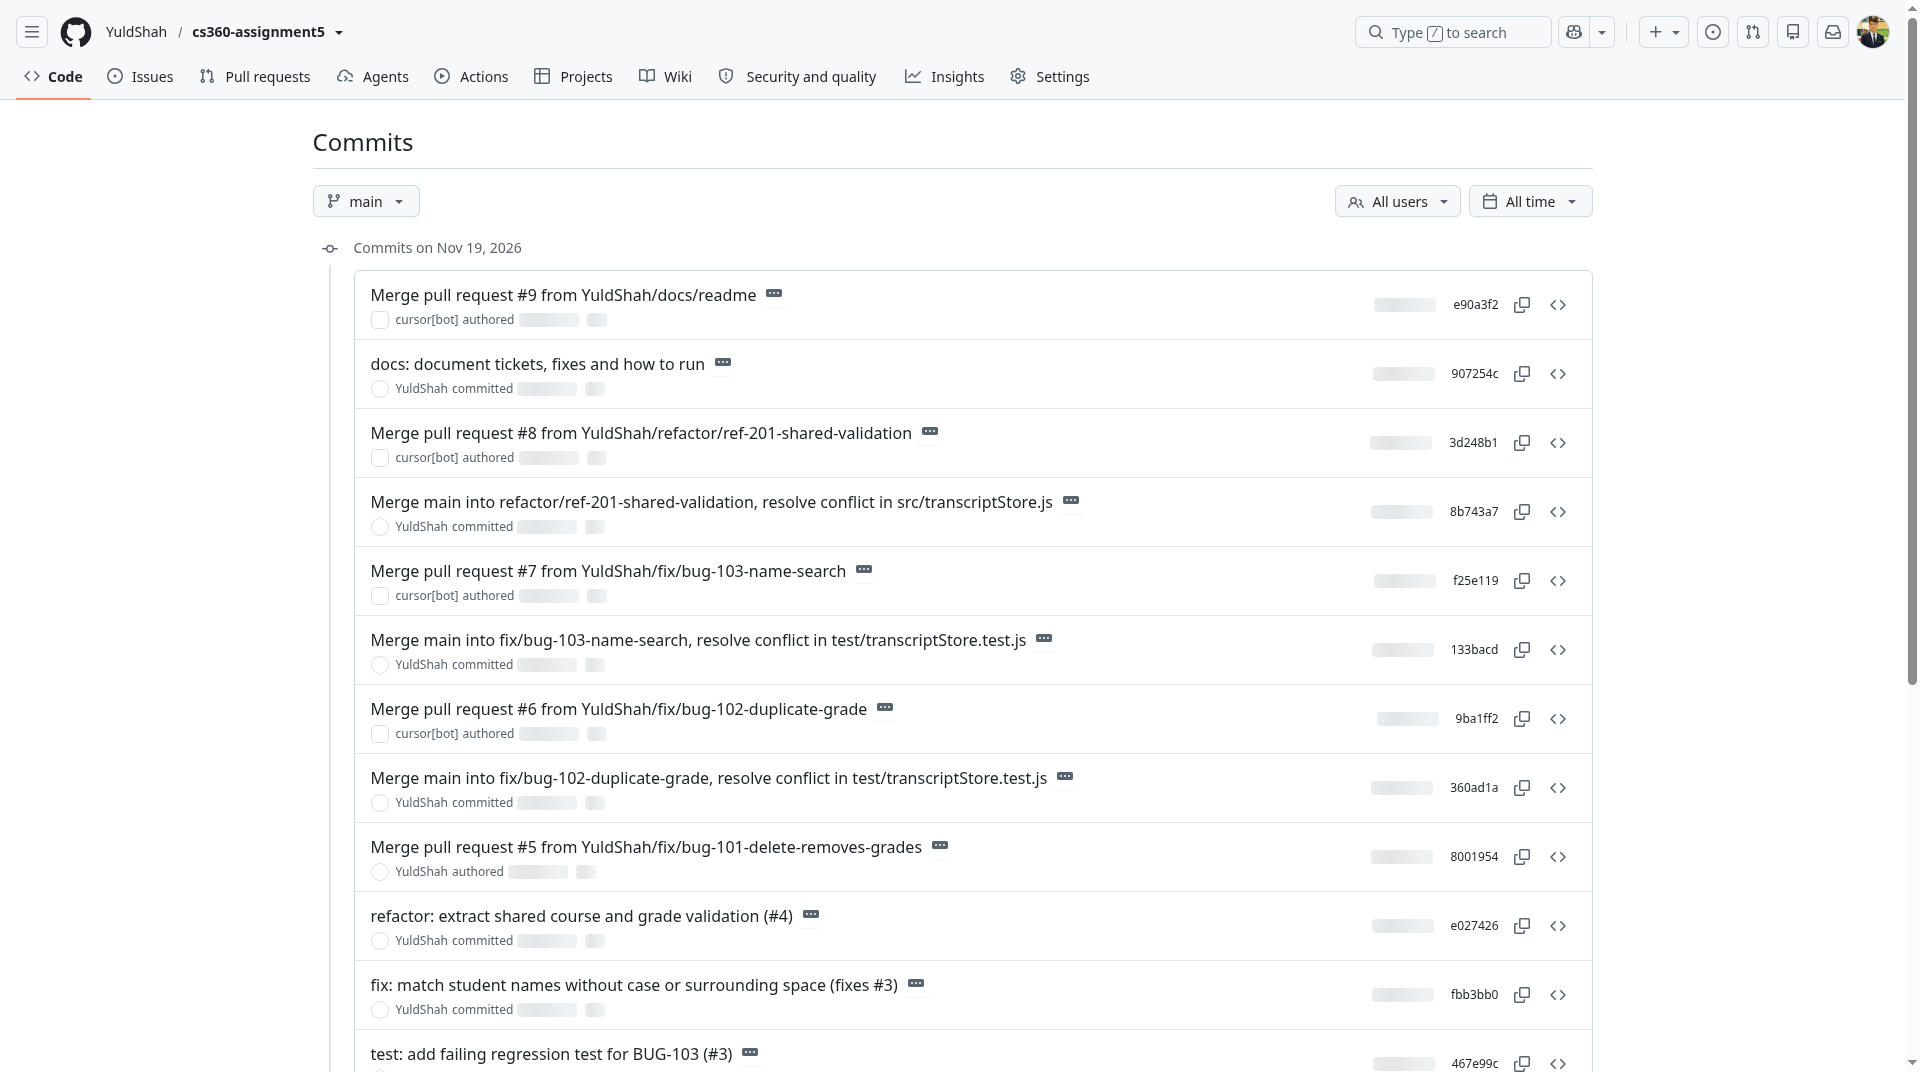 YuldShah / cs360-assignment5
Type / to search
Code Issues Pull requests Agents Actions Projects Wiki Security and quality Insights Settings
Commits
main All users All time
Commits on Nov 19, 2026
Merge pull request #9 from YuldShah/docs/readme
cursor[bot] authored
e90a3f2
docs: document tickets, fixes and how to run
YuldShah committed
907254c
Merge pull request #8 from YuldShah/refactor/ref-201-shared-validation
cursor[bot] authored
3d248b1
Merge main into refactor/ref-201-shared-validation, resolve conflict in src/transcriptStore.js
YuldShah committed
8b743a7
Merge pull request #7 from YuldShah/fix/bug-103-name-search
cursor[bot] authored
f25e119
Merge main into fix/bug-103-name-search, resolve conflict in test/transcriptStore.test.js
YuldShah committed
133bacd
Merge pull request #6 from YuldShah/fix/bug-102-duplicate-grade
cursor[bot] authored
9ba1ff2
Merge main into fix/bug-102-duplicate-grade, resolve conflict in test/transcriptStore.test.js
YuldShah committed
360ad1a
Merge pull request #5 from YuldShah/fix/bug-101-delete-removes-grades
YuldShah authored
8001954
refactor: extract shared course and grade validation (#4)
YuldShah committed
e027426
fix: match student names without case or surrounding space (fixes #3)
YuldShah committed
fbb3bb0
test: add failing regression test for BUG-103 (#3)
467e99c